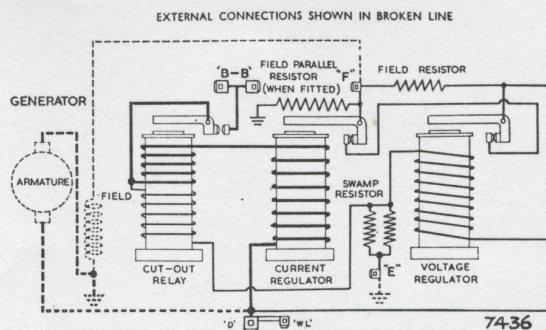 EXTERNAL CONNECTIONS SHOWN IN BROKEN LINE
'B-B'
FIELD PARALLEL
RESISTOR
(WHEN FITTED)
"F"
FIELD RESISTOR
GENERATOR
ARMATURE
FIELD
SWAMP
RESISTOR
CUT-OUT
RELAY
CURRENT
REGULATOR
"E"
VOLTAGE
REGULATOR
'D'
'WL'
7436